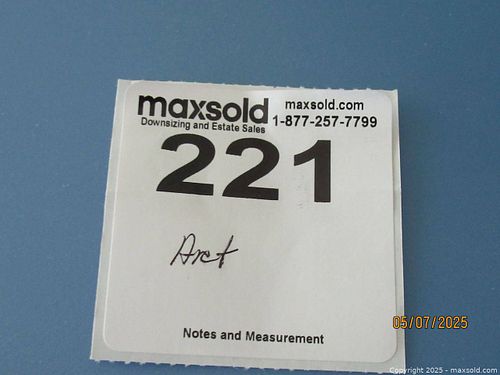 maxsold maxsold.com
Downsizing and Estate Sales 1-877-257-7799
221
Art
Notes and Measurement
05/07/2025
Copyright 2025 - maxsold.com